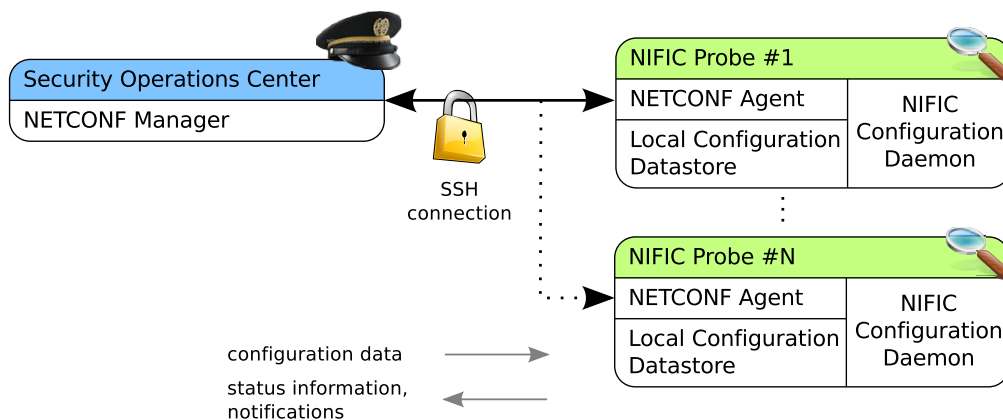 Security Operations Center
NETCONF Manager
SSH
connection
NIFIC Probe #1
NETCONF Agent
Local Configuration
Datastore
NIFIC
Configuration
Daemon
NIFIC Probe #N
NETCONF Agent
Local Configuration
Datastore
NIFIC
Configuration
Daemon
configuration data
status information,
notifications